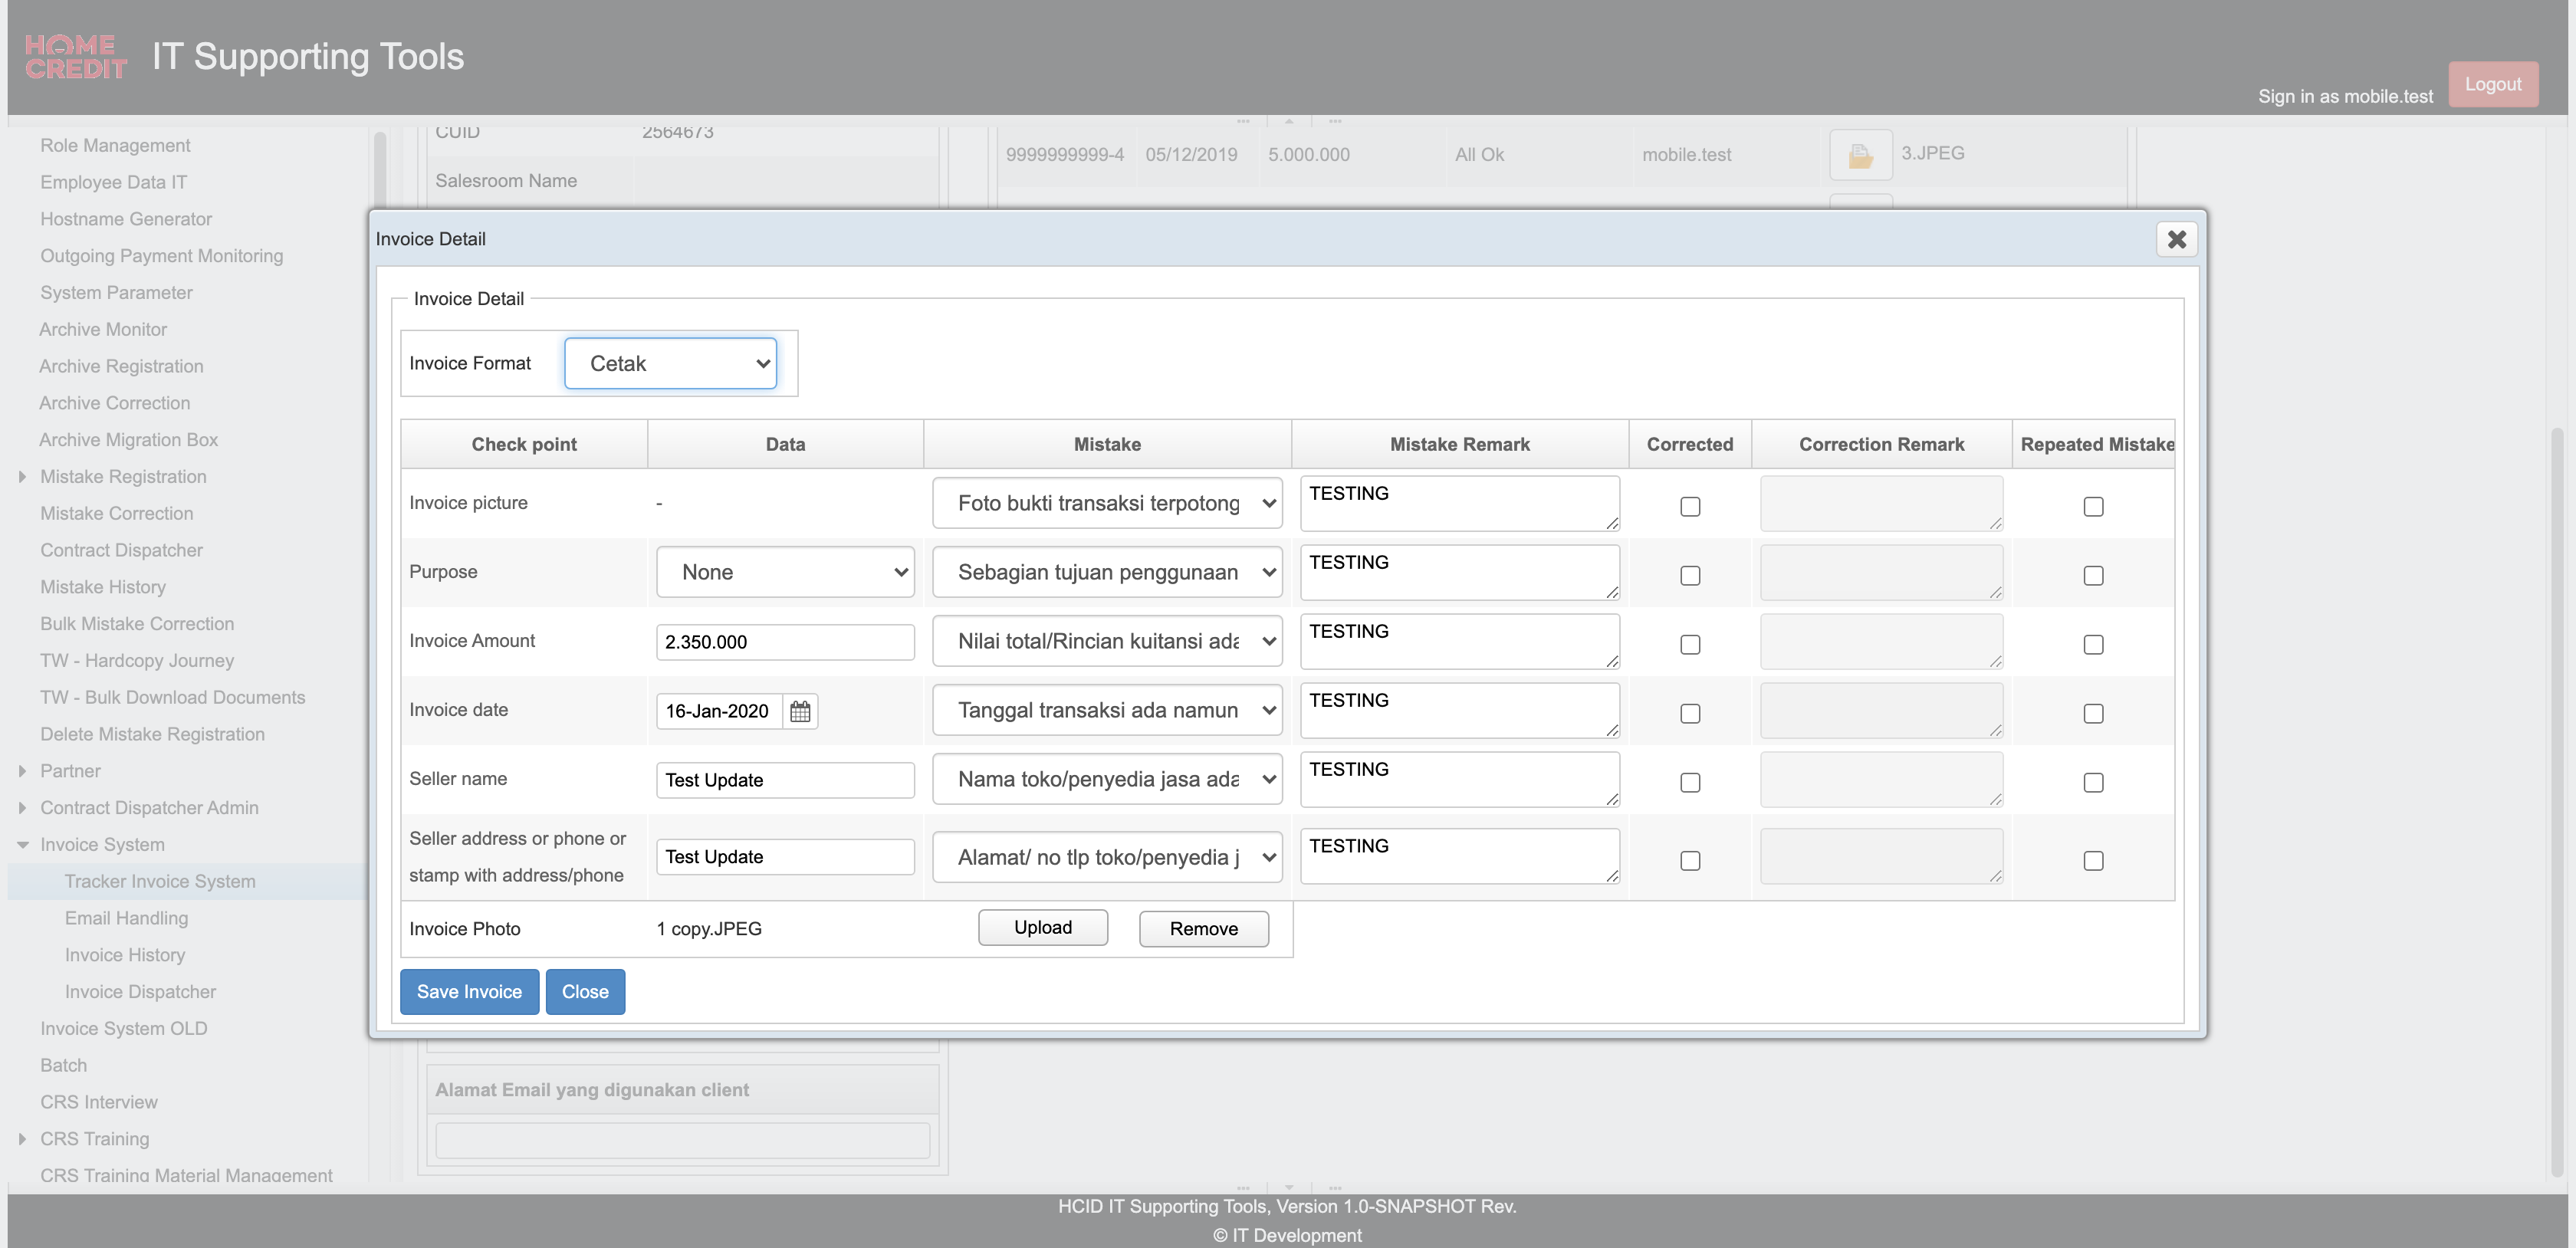 HOME
CREDIT
IT Supporting Tools
Sign in as mobile.test
Logout
Role Management
Employee Data IT
Hostname Generator
Outgoing Payment Monitoring
System Parameter
Archive Monitor
Archive Registration
Archive Correction
Archive Migration Box
Mistake Registration
Mistake Correction
Contract Dispatcher
Mistake History
Bulk Mistake Correction
TW - Hardcopy Journey
TW - Bulk Download Documents
Delete Mistake Registration
Partner
Contract Dispatcher Admin
Invoice System
Tracker Invoice System
Email Handling
Invoice History
Invoice Dispatcher
Invoice System OLD
Batch
CRS Interview
CRS Training
CRS Training Material Management
CUID 2564673
Salesroom Name
9999999999-4 05/12/2019 5.000.000 All Ok mobile.test 3.JPEG
Invoice Detail
Invoice Detail
Invoice Format Cetak
Check point Data Mistake Mistake Remark Corrected Correction Remark Repeated Mistake
Invoice picture - Foto bukti transaksi terpotong TESTING
Purpose None Sebagian tujuan penggunaan TESTING
Invoice Amount 2.350.000 Nilai total/Rincian kuitansi ada TESTING
Invoice date 16-Jan-2020 Tanggal transaksi ada namun TESTING
Seller name Test Update Nama toko/penyedia jasa ada TESTING
Seller address or phone or
stamp with address/phone Test Update Alamat/ no tlp toko/penyedia j TESTING
Invoice Photo 1 copy.JPEG Upload Remove
Save Invoice Close
Alamat Email yang digunakan client
HCID IT Supporting Tools, Version 1.0-SNAPSHOT Rev.
© IT Development